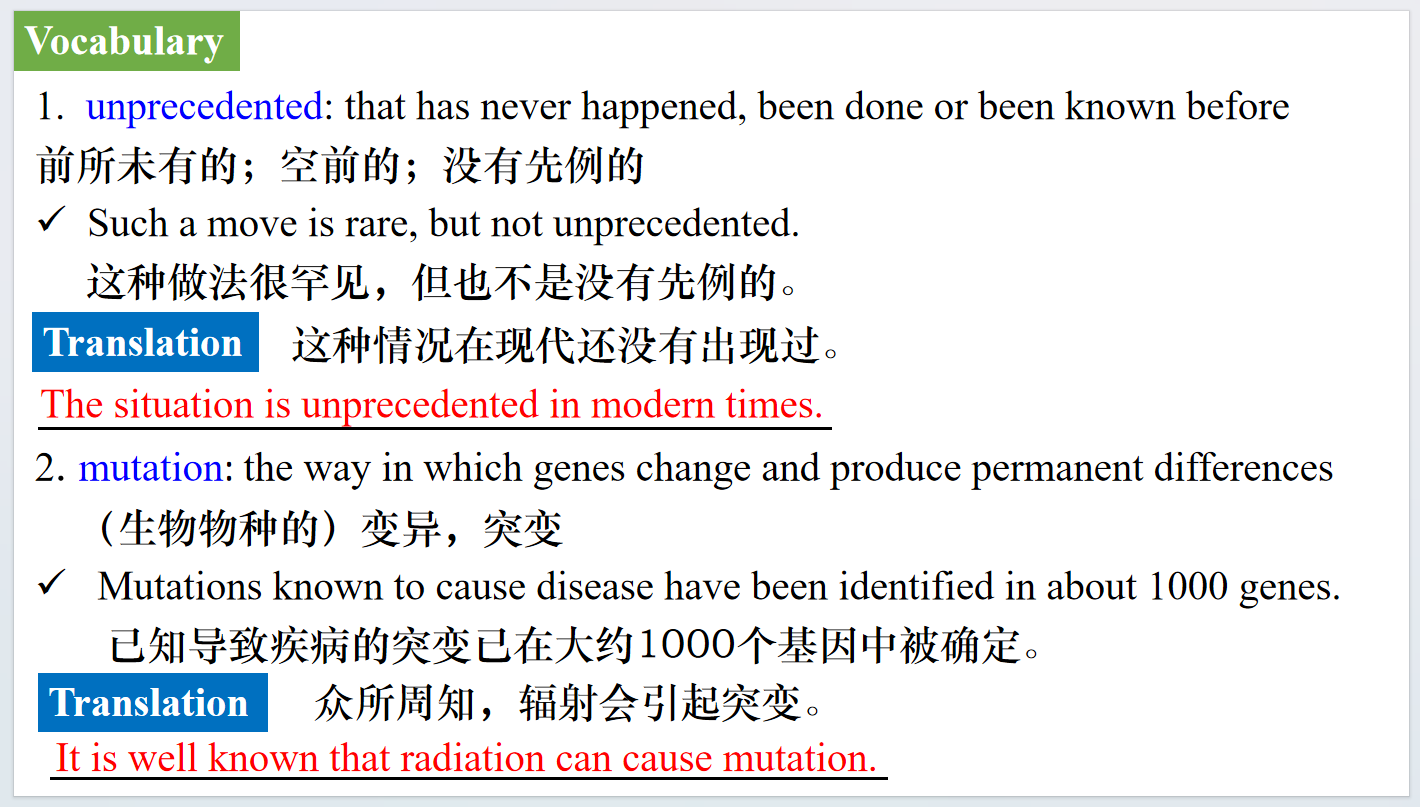 Vocabulary
1. unprecedented: that has never happened, been done or been known before
前所未有的；空前的；没有先例的
✓ Such a move is rare, but not unprecedented.
这种做法很罕见，但也不是没有先例的。
Translation 这种情况在现代还没有出现过。
The situation is unprecedented in modern times.
2. mutation: the way in which genes change and produce permanent differences
（生物物种的）变异，突变
✓ Mutations known to cause disease have been identified in about 1000 genes.
已知导致疾病的突变已在大约1000个基因中被确定。
Translation 众所周知，辐射会引起突变。
It is well known that radiation can cause mutation.